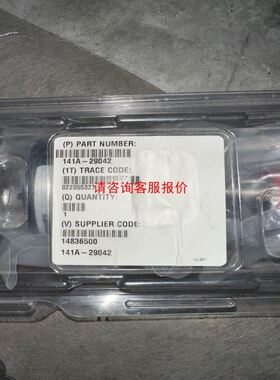 (P) PART NUMBER:
141A-29042
(1T) TRACE CODE:
请咨询客服报价
(Q) QUANTITY:
1
(V) SUPPLIER CODE:
14836500
141A-29042